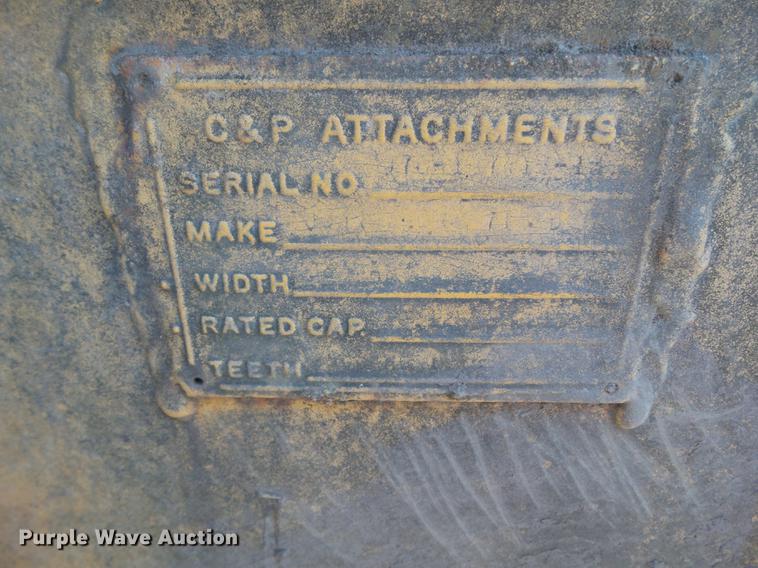 C&P ATTACHMENTS
SERIAL NO.
MAKE
WIDTH
RATED CAP.
TEETH
Purple Wave Auction